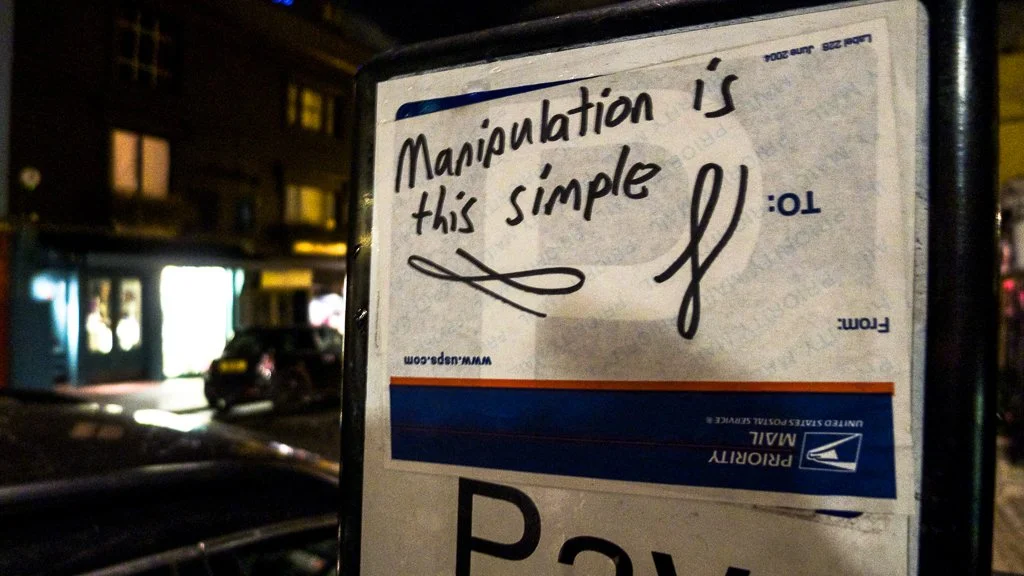 Manipulation is
this simple
Label 228 June 2004
TO:
From:
www.usps.com
UNITED STATES POSTAL SERVICE®
PRIORITY
MAIL
P
Pay